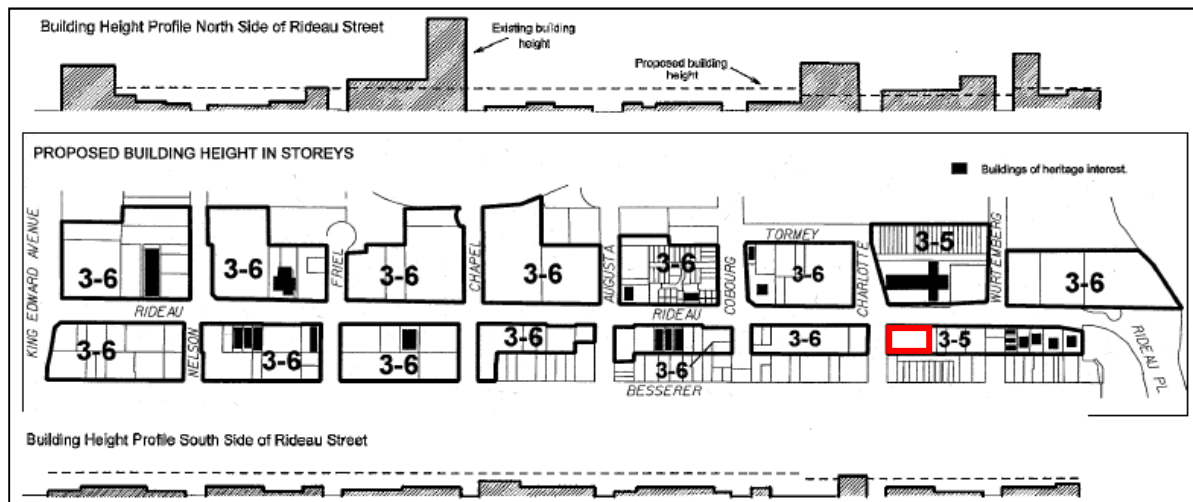 Building Height Profile North Side of Rideau Street
Existing building
height
Proposed building
height
PROPOSED BUILDING HEIGHT IN STOREYS
Buildings of heritage interest.
KING EDWARD AVENUE
3-6
3-6
FRIEL
3-6
CHAPEL
3-6
AUGUSTA
3-6
COBOURG
TORMEY
3-6
CHARLOTTE
3-5
WURTEMBERG
3-6
RIDEAU
RIDEAU
3-6
NELSON
3-6
3-6
3-6
3-6
3-6
3-5
RIDEAU PL
BESSERER
Building Height Profile South Side of Rideau Street